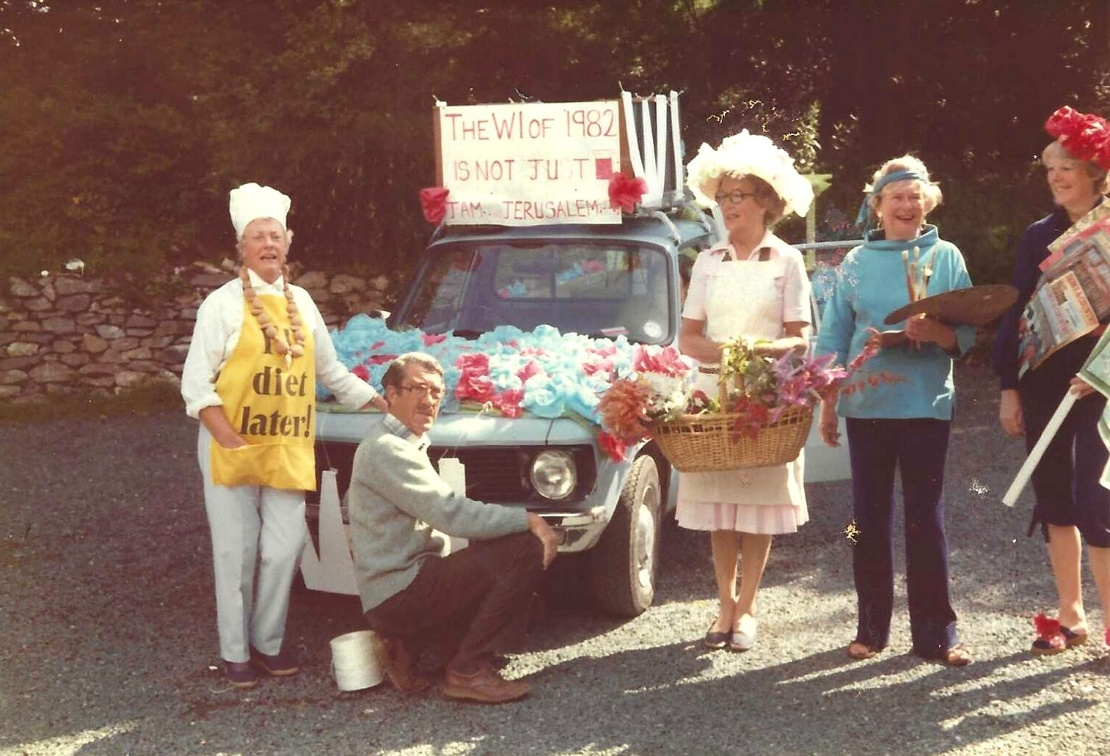 THE WI OF 1982
IS NOT JUST
JAM.. JERUSALEM...
diet
later!